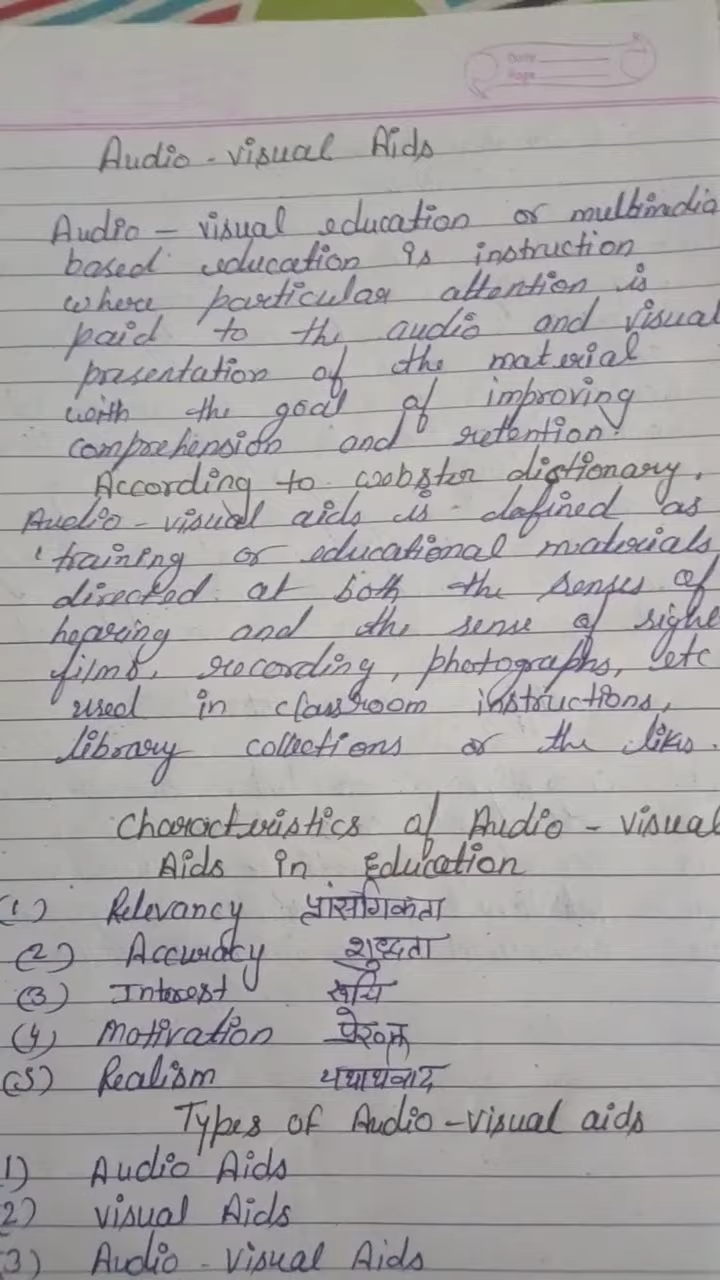 Date
Page
Audio - visual Aids
Audio - visual education or multimedia
based education is instruction
where particular attention is
paid to the audio and visual
presentation of the material
with the goal of improving
comprehension and retention.
According to webster dictionary,
Audio - visual aids is defined as
'training or educational materials
directed at both the senses of
hearing and the sense of sight
films, recording, photographs, etc
used in classroom instructions,
library collections or the likes.
Characteristics of Audio - visual
Aids in Education
(1) Relevancy प्रासंगिकता
(2) Accuracy शुद्धता
(3) Interest रूचि
(4) Motivation
(5) Realism यथार्थवाद
Types of Audio - visual aids
1) Audio Aids
2) visual Aids
3) Audio - visual Aids